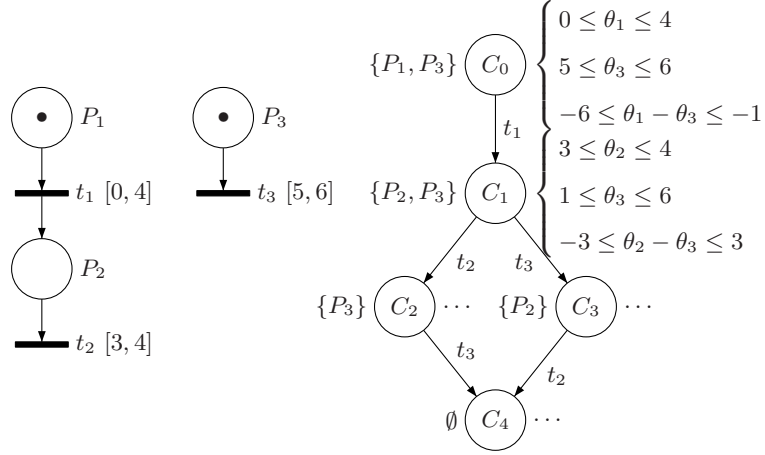 P₁
P₃
t₁ [0, 4]
t₃ [5, 6]
P₂
t₂ [3, 4]
{P₁, P₃}
C₀
0 ≤ θ₁ ≤ 4
5 ≤ θ₃ ≤ 6
−6 ≤ θ₁ − θ₃ ≤ −1
t₁
{P₂, P₃}
C₁
3 ≤ θ₂ ≤ 4
1 ≤ θ₃ ≤ 6
−3 ≤ θ₂ − θ₃ ≤ 3
t₂
t₃
{P₃}
C₂
⋯
{P₂}
C₃
⋯
t₃
t₂
∅
C₄
⋯